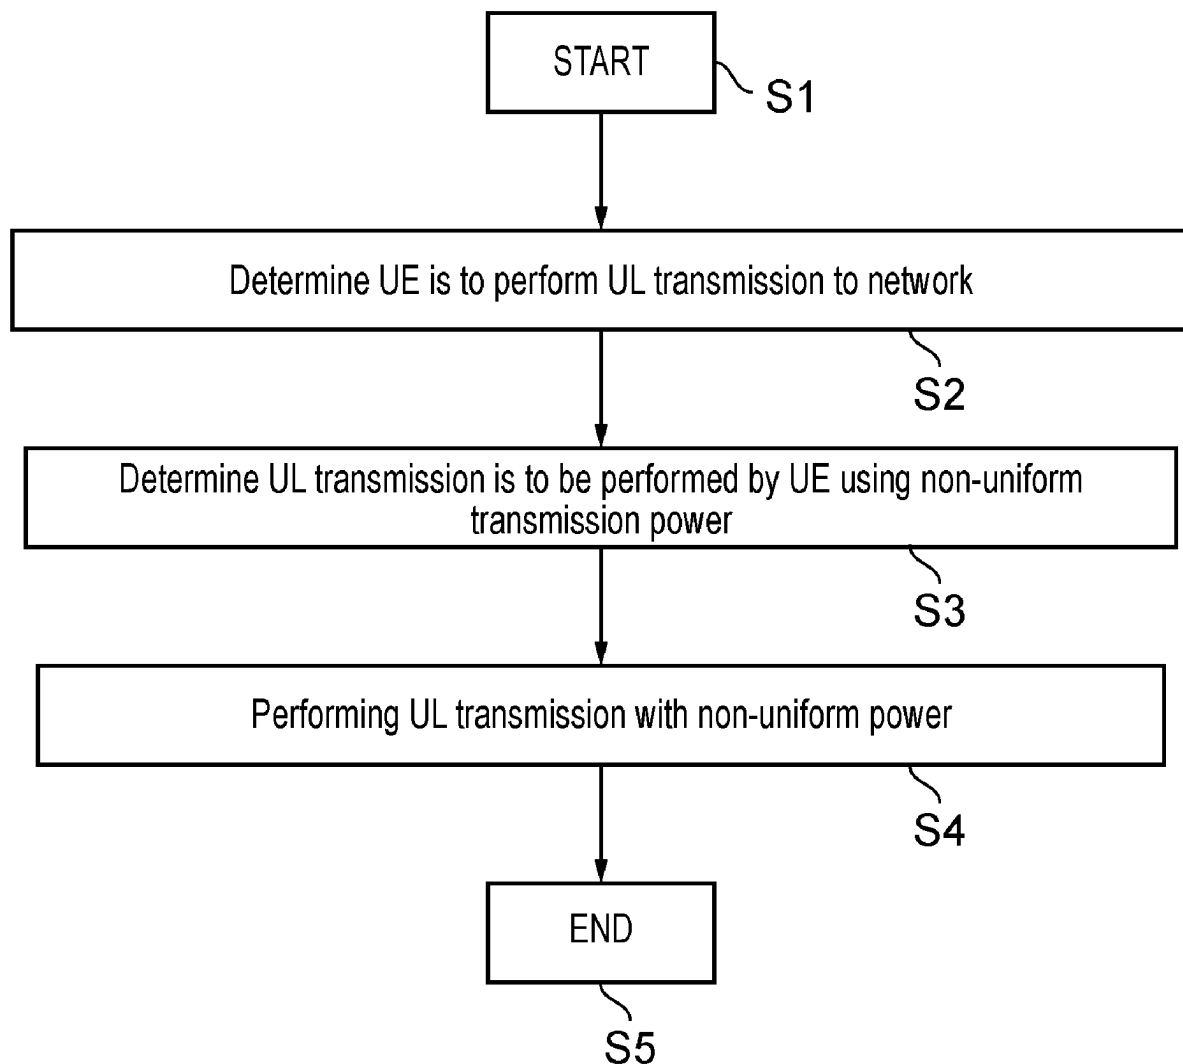 START
S1
Determine UE is to perform UL transmission to network
S2
Determine UL transmission is to be performed by UE using non-uniform
transmission power
S3
Performing UL transmission with non-uniform power
S4
END
S5